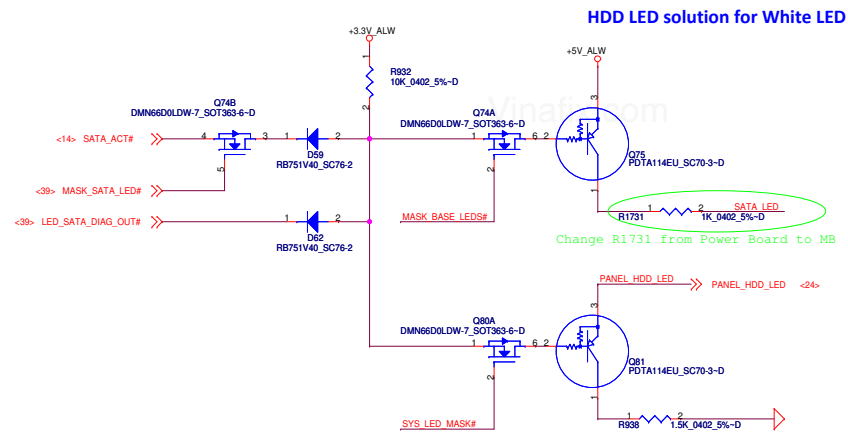 HDD LED solution for White LED
+3.3V_ALW
+5V_ALW
1
R932
10K_0402_5%~D
2
Q74B
DMN66D0LDW-7_SOT363-6~D
Q74A
DMN66D0LDW-7_SOT363-6~D
Vinafix.com
3
<14> SATA_ACT#
4
3
1
2
1
6
2
5
D59
RB751V40_SC76-2
2
Q75
PDTA114EU_SC70-3~D
<39> MASK_SATA_LED#
1
<39> LED_SATA_DIAG_OUT#
1
2
MASK_BASE_LEDS#
R1731
1
2
SATA_LED
1K_0402_5%~D
D62
RB751V40_SC76-2
Change R1731 from Power Board to MB
PANEL_HDD_LED
PANEL_HDD_LED <24>
3
Q80A
DMN66D0LDW-7_SOT363-6~D
1
6
2
2
Q81
PDTA114EU_SC70-3~D
1
SYS_LED_MASK#
R938
1
2
1.5K_0402_5%~D